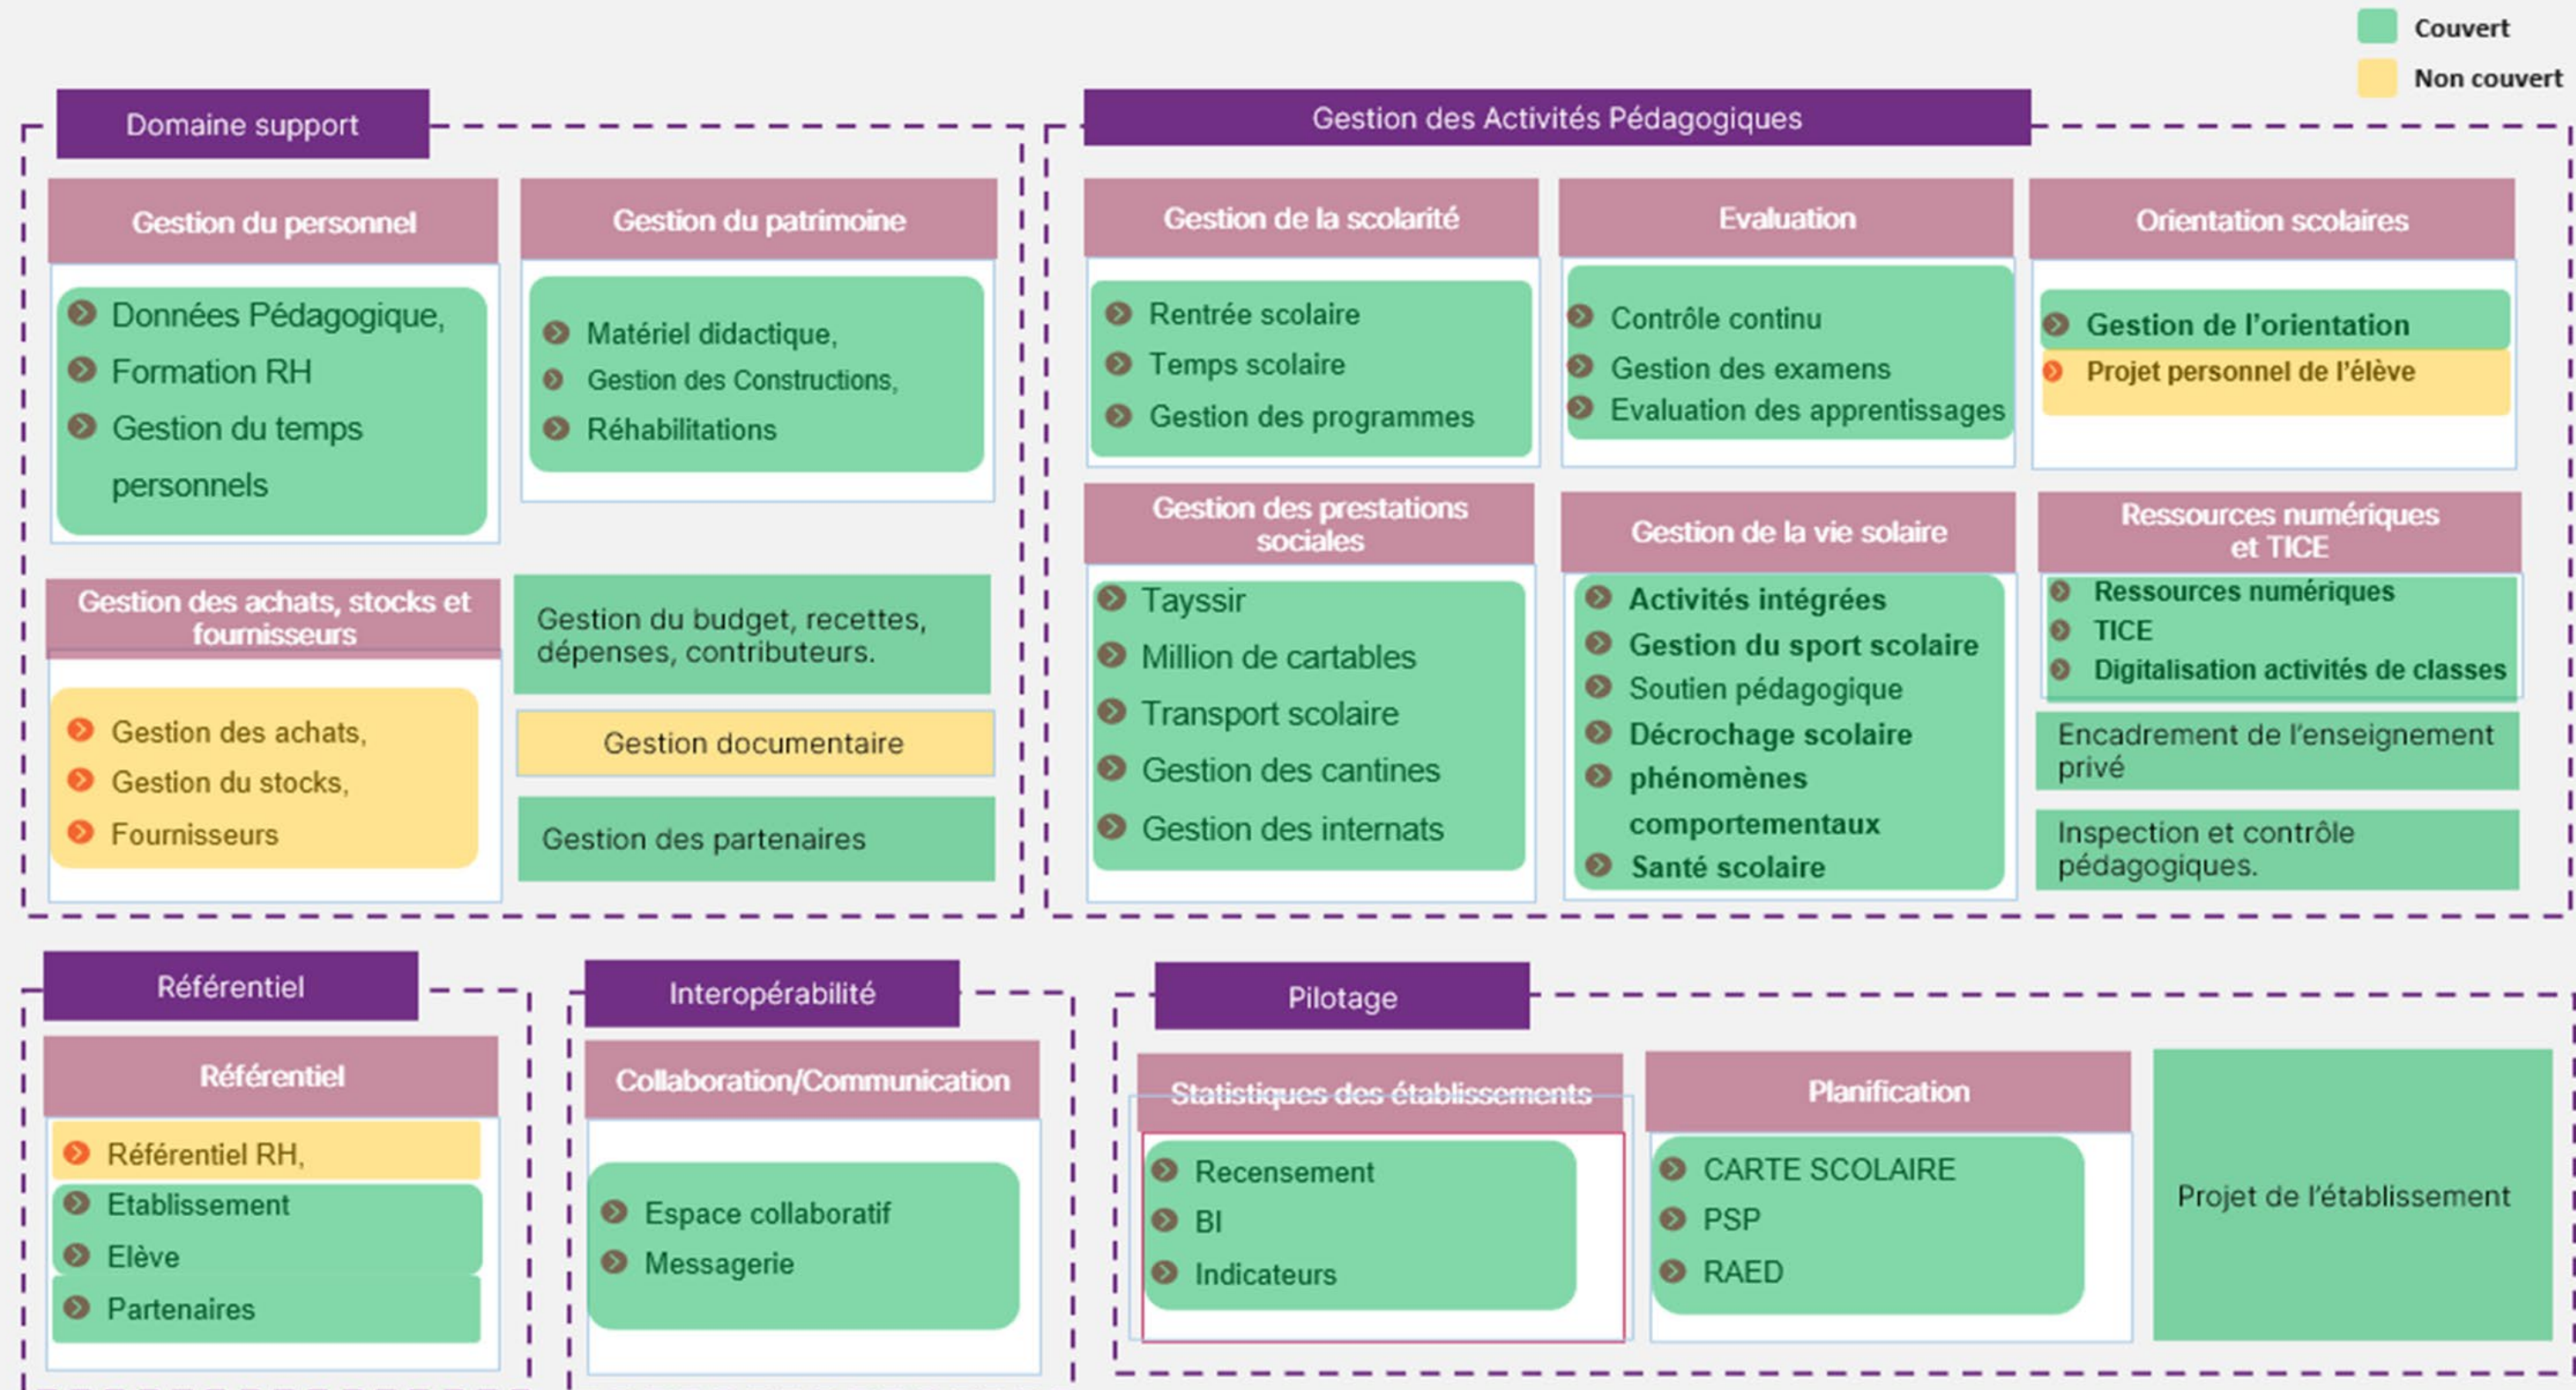 Couvert
Non couvert
Domaine support
Gestion du personnel
Données Pédagogique,
Formation RH
Gestion du temps
personnels
Gestion du patrimoine
Matériel didactique,
Gestion des Constructions,
Réhabilitations
Gestion des achats, stocks et
fournisseurs
Gestion des achats,
Gestion du stocks,
Fournisseurs
Gestion du budget, recettes,
dépenses, contributeurs.
Gestion documentaire
Gestion des partenaires
Gestion des Activités Pédagogiques
Gestion de la scolarité
Rentrée scolaire
Temps scolaire
Gestion des programmes
Evaluation
Contrôle continu
Gestion des examens
Evaluation des apprentissages
Orientation scolaires
Gestion de l’orientation
Projet personnel de l’élève
Gestion des prestations
sociales
Tayssir
Million de cartables
Transport scolaire
Gestion des cantines
Gestion des internats
Gestion de la vie solaire
Activités intégrées
Gestion du sport scolaire
Soutien pédagogique
Décrochage scolaire
phénomènes
comportementaux
Santé scolaire
Ressources numériques
et TICE
Ressources numériques
TICE
Digitalisation activités de classes
Encadrement de l’enseignement
privé
Inspection et contrôle
pédagogiques.
Référentiel
Référentiel
Référentiel RH,
Etablissement
Elève
Partenaires
Interopérabilité
Collaboration/Communication
Espace collaboratif
Messagerie
Pilotage
Statistiques des établissements
Recensement
BI
Indicateurs
Planification
CARTE SCOLAIRE
PSP
RAED
Projet de l’établissement